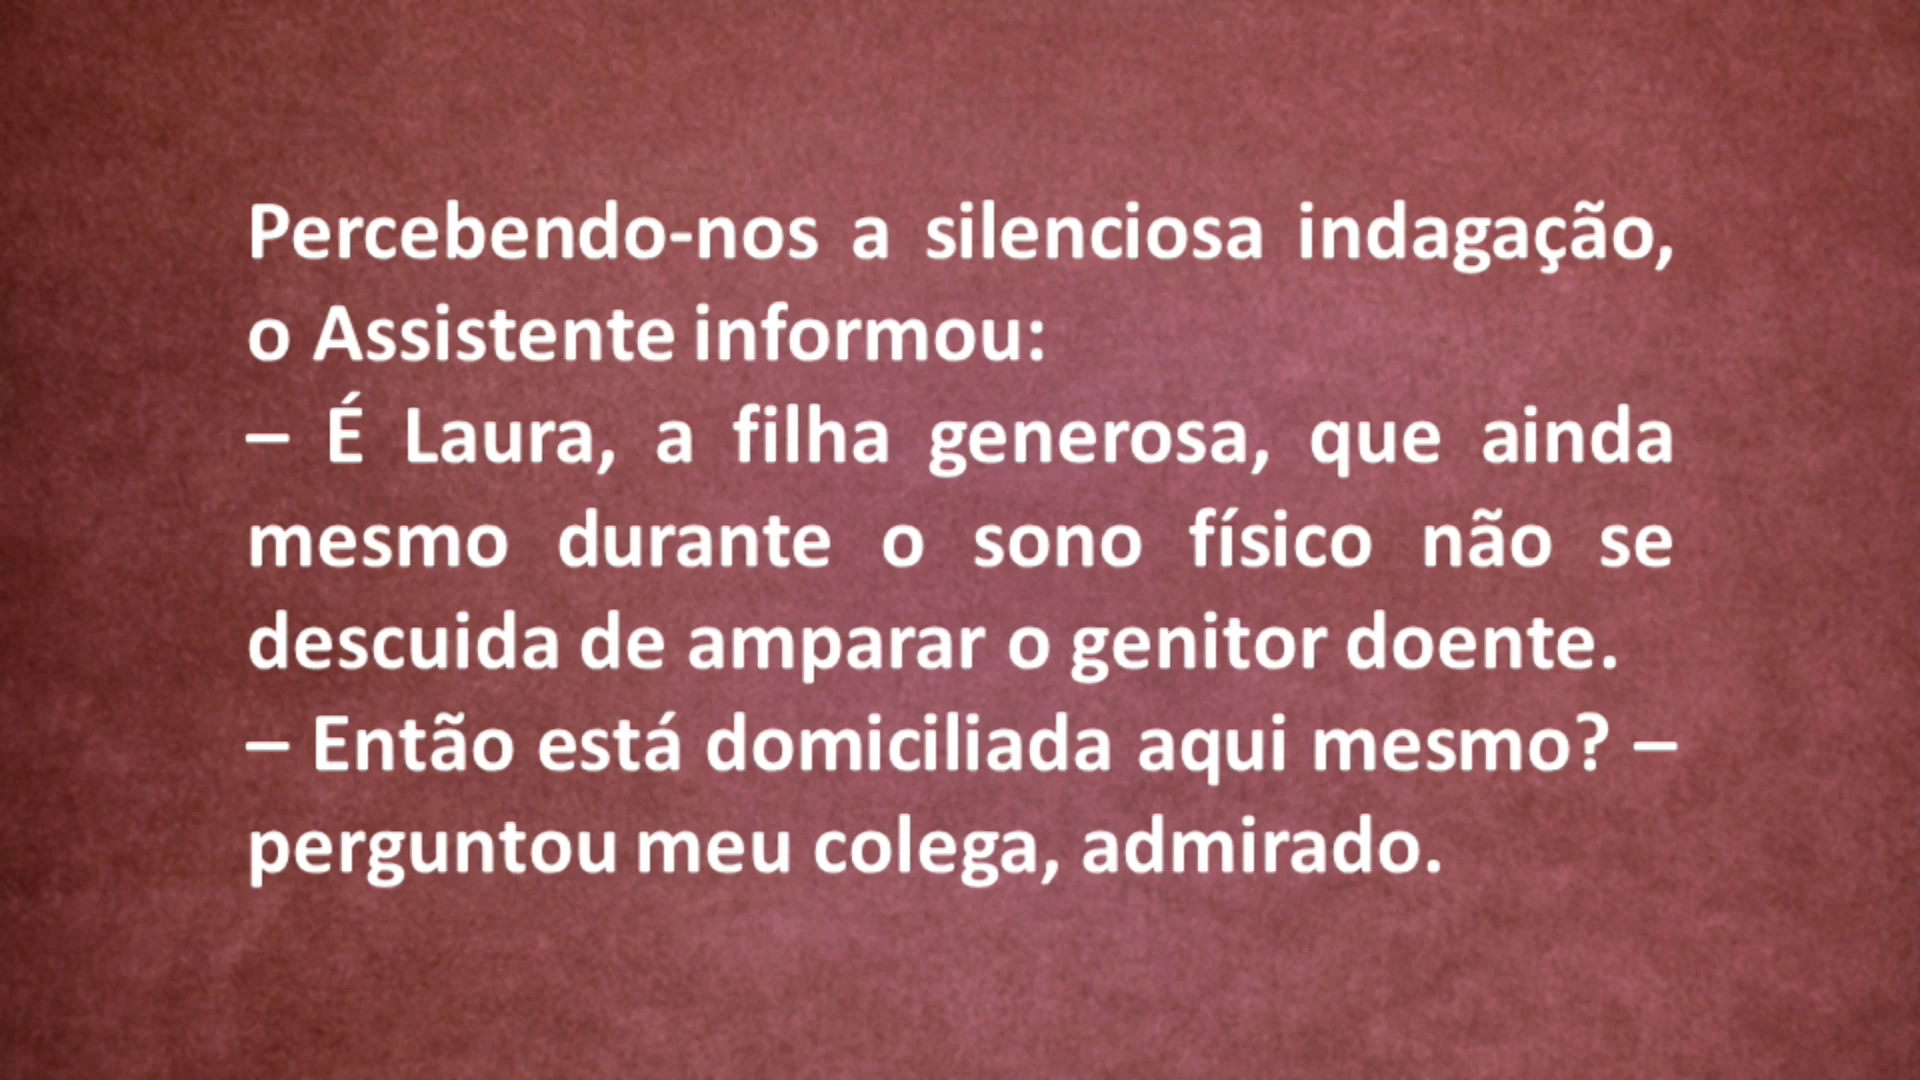 Percebendo-nos a silenciosa indagação,
o Assistente informou:
– É Laura, a filha generosa, que ainda
mesmo durante o sono físico não se
descuida de amparar o genitor doente.
– Então está domiciliada aqui mesmo? –
perguntou meu colega, admirado.